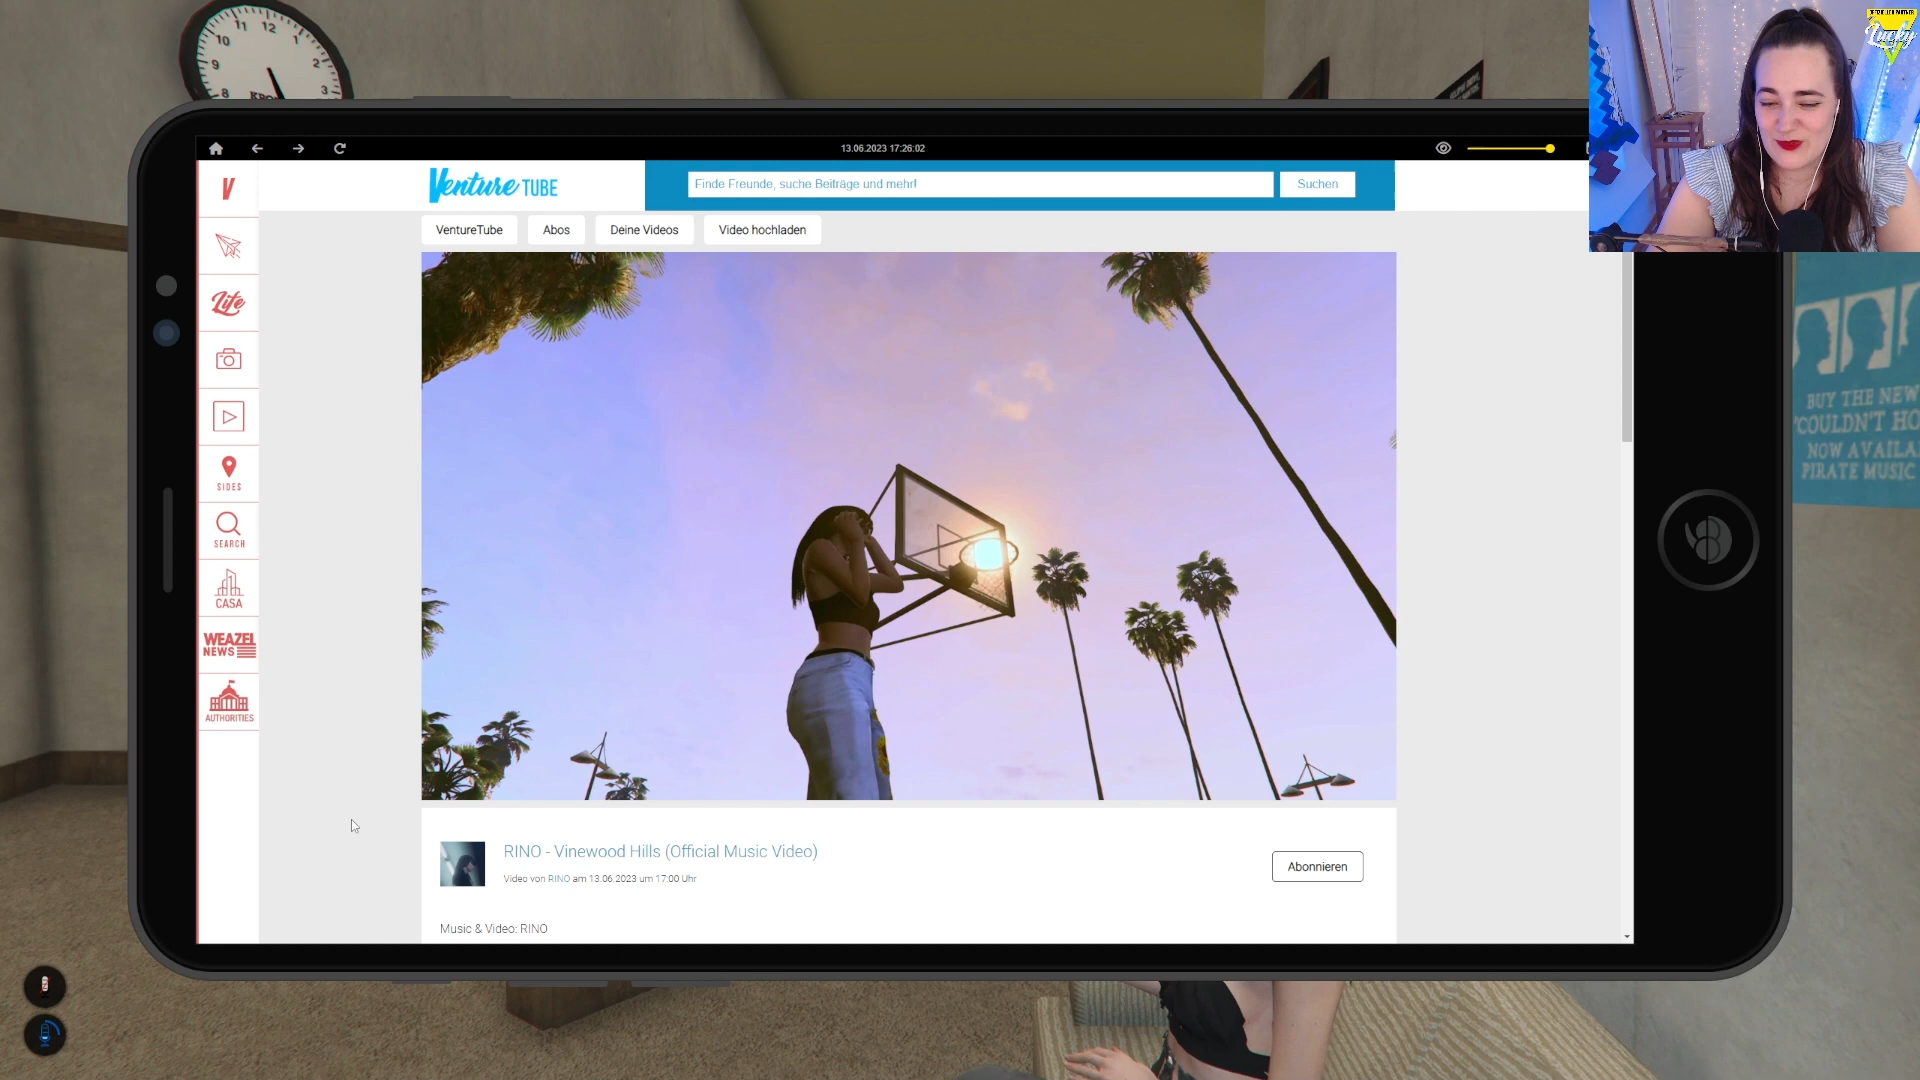 11 12 1
10 2
9 3
8
13.06.2023 17:26:02
OFFIZIELLER PARTNER
Lucky
V
Venture TUBE
Finde Freunde, suche Beiträge und mehr!
Suchen
VentureTube
Abos
Deine Videos
Video hochladen
Life
SIDES
SEARCH
CASA
WEAZEL
NEWS
AUTHORITIES
BUY THE NEW
'COULDN'T HO
NOW AVAILA
PIRATE MUSIC
RINO - Vinewood Hills (Official Music Video)
Video von RINO am 13.06.2023 um 17:00 Uhr
Abonnieren
Music & Video: RINO